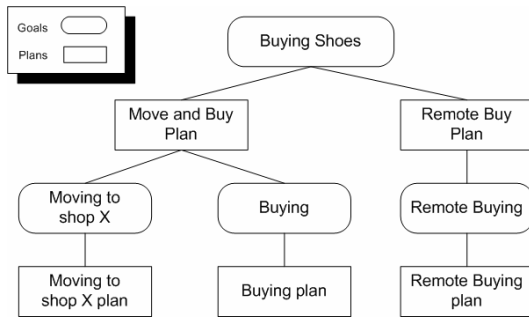 Goals
Plans
Buying Shoes
Move and Buy
Plan
Remote Buy
Plan
Moving to
shop X
Buying
Remote Buying
Moving to
shop X plan
Buying plan
Remote Buying
plan